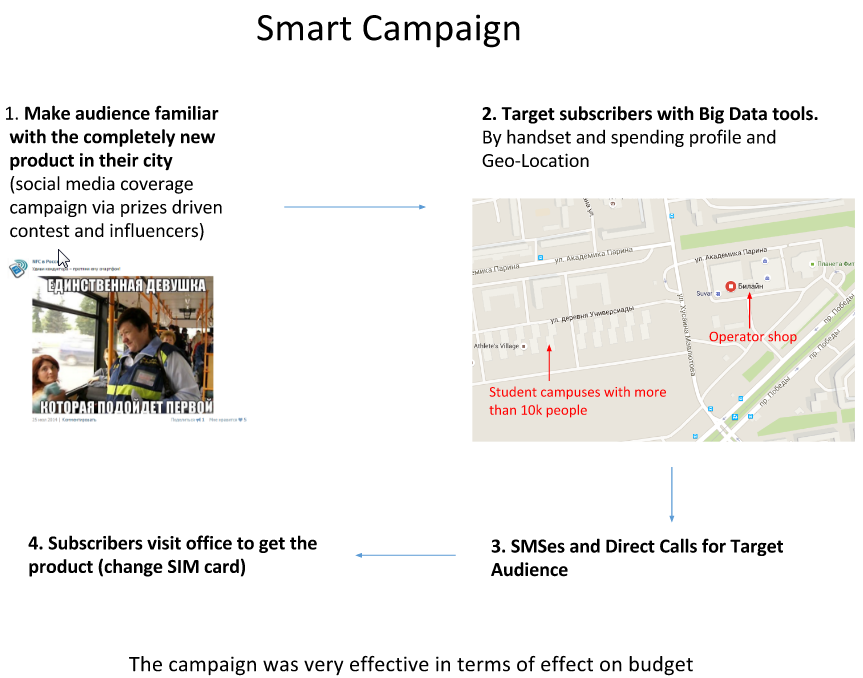 Smart Campaign
1. Make audience familiar
with the completely new
product in their city
(social media coverage
campaign via prizes driven
contest and influencers)
2. Target subscribers with Big Data tools.
By handset and spending profile and
Geo-Location
NFC в России
ЕДИНСТВЕННАЯ ДЕВУШКА
КОТОРАЯ ПОДОЙДЕТ ПЕРВОЙ
Комментировать
Поделиться 1 Мне нравится 5
ул. Академика Парина
ул. Академика Парина
емика Парина
Планета Фит
Suvar
Билайн
ул. деревня Универсиады
ул. Хусаина Мавлютова
пр. Победы
пр. Победы
пр. Победы
Athlete's Village
Operator shop
Student campuses with more
than 10k people
4. Subscribers visit office to get the
product (change SIM card)
3. SMSes and Direct Calls for Target
Audience
The campaign was very effective in terms of effect on budget